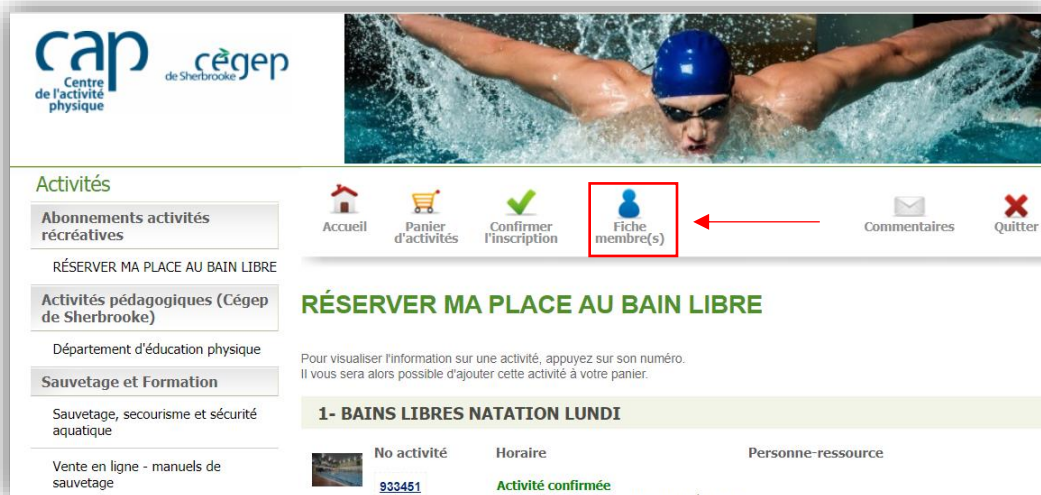 cap
Centre
de l'activité
physique
cégep
de Sherbrooke
Activités
Abonnements activités
récréatives
RÉSERVER MA PLACE AU BAIN LIBRE
Activités pédagogiques (Cégep
de Sherbrooke)
Département d'éducation physique
Sauvetage et Formation
Sauvetage, secourisme et sécurité
aquatique
Vente en ligne - manuels de
sauvetage
Accueil
Panier
d'activités
Confirmer
l'inscription
Fiche
membre(s)
Commentaires
Quitter
RÉSERVER MA PLACE AU BAIN LIBRE
Pour visualiser l'information sur une activité, appuyez sur son numéro.
Il vous sera alors possible d'ajouter cette activité à votre panier.
1- BAINS LIBRES NATATION LUNDI
No activité Horaire Personne-ressource
933451 Activité confirmée